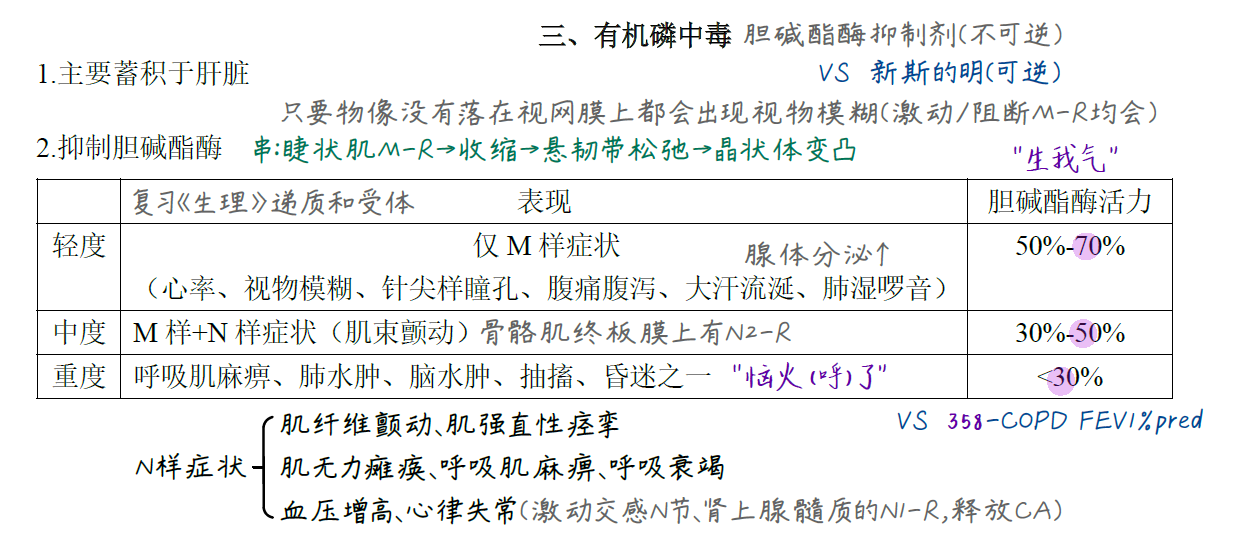 三、有机磷中毒 胆碱酯酶抑制剂(不可逆)
1.主要蓄积于肝脏 VS 新斯的明(可逆)
只要物像没有落在视网膜上都会出现视物模糊(激动/阻断M-R均会)
2.抑制胆碱酯酶 串:睫状肌M-R→收缩→悬韧带松弛→晶状体变凸 "生我气"
复习《生理》递质和受体 表现 胆碱酯酶活力
轻度 仅 M 样症状 腺体分泌↑ 50%-70%
（心率、视物模糊、针尖样瞳孔、腹痛腹泻、大汗流涎、肺湿啰音）
中度 M 样+N 样症状（肌束颤动）骨骼肌终板膜上有N2-R 30%-50%
重度 呼吸肌麻痹、肺水肿、脑水肿、抽搐、昏迷之一 "恼火(呼)了" <30%
VS 358-COPD FEV1%pred
肌纤维颤动、肌强直性痉挛
N样症状 肌无力瘫痪、呼吸肌麻痹、呼吸衰竭
血压增高、心律失常(激动交感N节、肾上腺髓质的N1-R,释放CA)